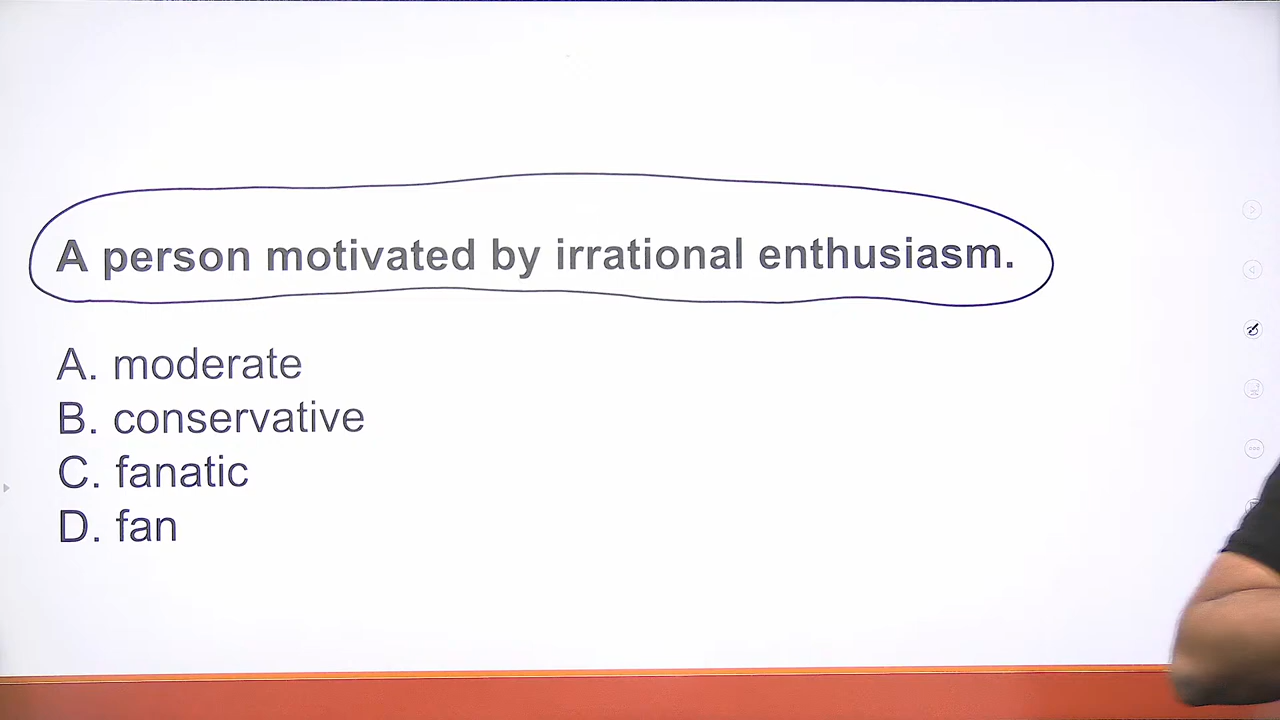 A person motivated by irrational enthusiasm.
A. moderate
B. conservative
C. fanatic
D. fan